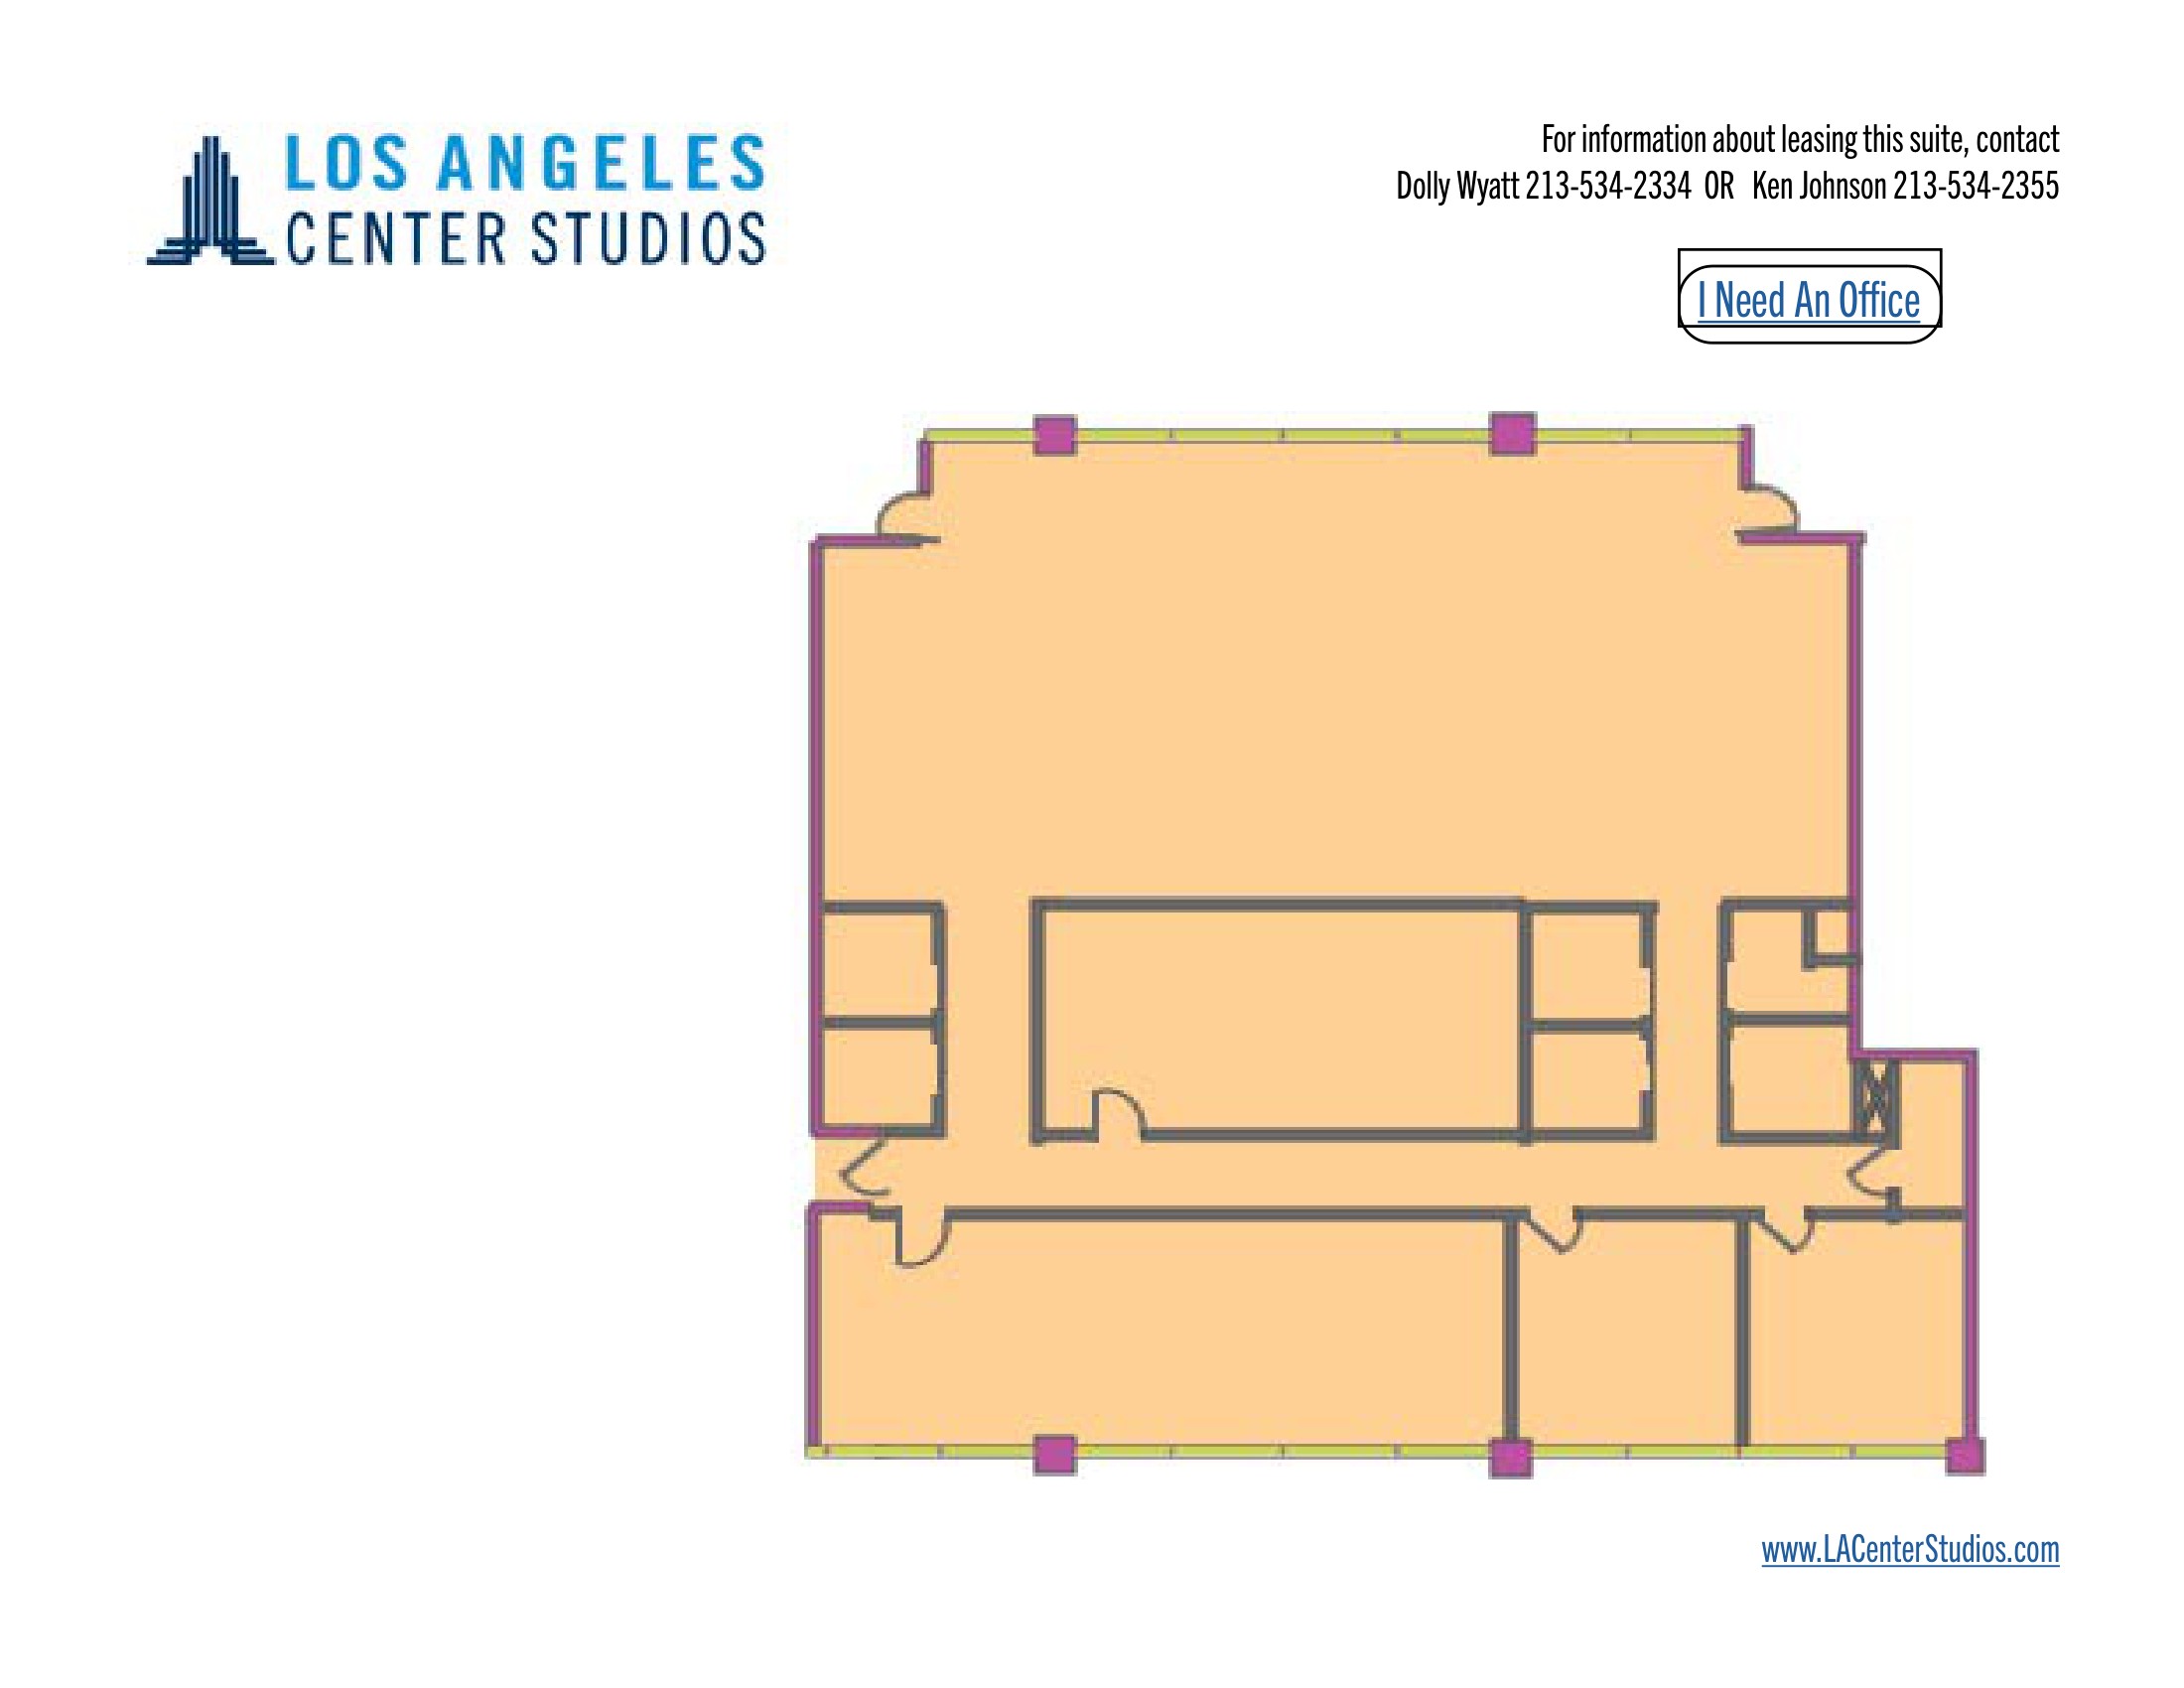 LOS ANGELES
CENTER STUDIOS
For information about leasing this suite, contact
Dolly Wyatt 213-534-2334 OR Ken Johnson 213-534-2355
I Need An Office
www.LACenterStudios.com